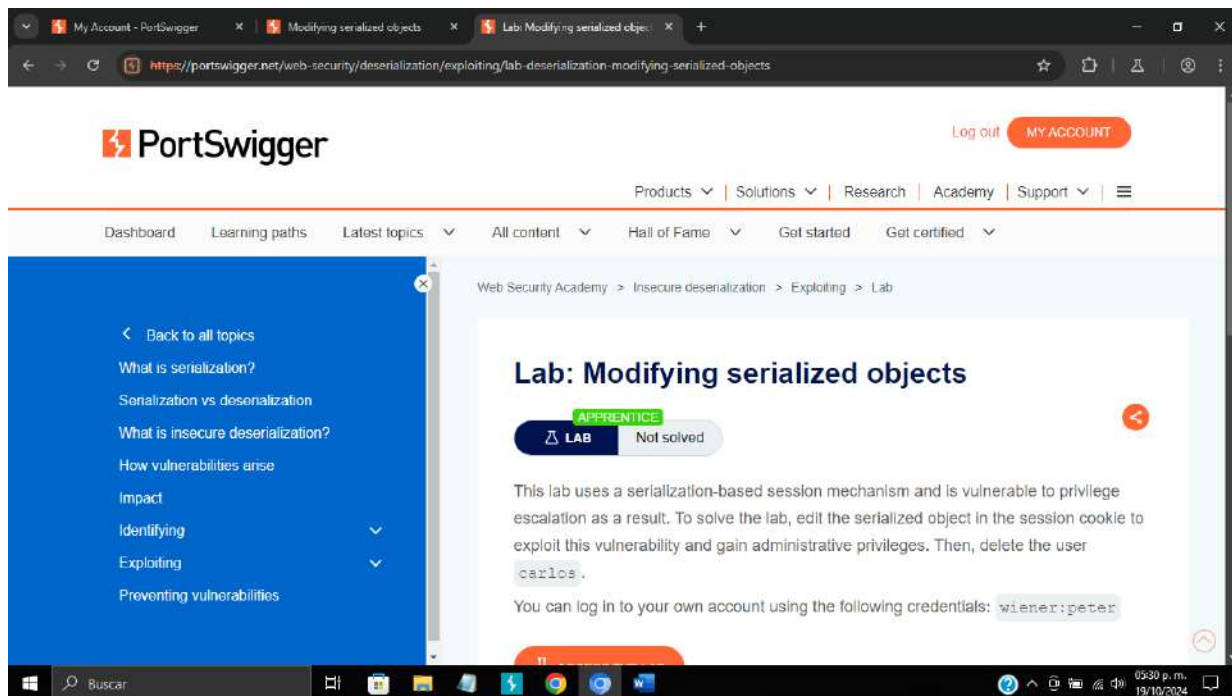 My Account - PortSwigger
Modifying serialized objects
Lab: Modifying serialized objec
https://portswigger.net/web-security/deserialization/exploiting/lab-deserialization-modifying-serialized-objects
PortSwigger
Log out MY ACCOUNT
Products | Solutions | Research | Academy | Support |
Dashboard Learning paths Latest topics All content Hall of Fame Get started Get certified
Web Security Academy > Insecure deserialization > Exploiting > Lab
Back to all topics
What is serialization?
Serialization vs deserialization
What is insecure deserialization?
How vulnerabilities arise
Impact
Identifying
Exploiting
Preventing vulnerabilities
Lab: Modifying serialized objects
APPRENTICE
LAB Not solved
This lab uses a serialization-based session mechanism and is vulnerable to privilege
escalation as a result. To solve the lab, edit the serialized object in the session cookie to
exploit this vulnerability and gain administrative privileges. Then, delete the user
carlos.
You can log in to your own account using the following credentials: wiener:peter
Buscar
05:30 p. m.
19/10/2024